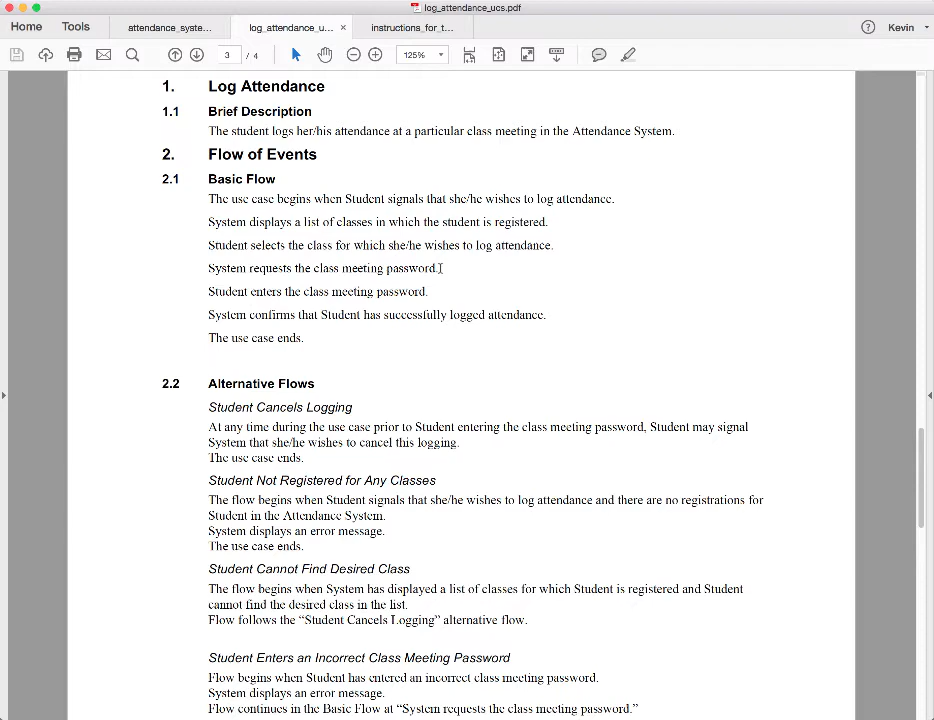 log_attendance_ucs.pdf
Home Tools attendance_syste... log_attendance_u... × instructions_for_t... ? Kevin
3 / 4 125%
1. Log Attendance
1.1 Brief Description
The student logs her/his attendance at a particular class meeting in the Attendance System.
2. Flow of Events
2.1 Basic Flow
The use case begins when Student signals that she/he wishes to log attendance.
System displays a list of classes in which the student is registered.
Student selects the class for which she/he wishes to log attendance.
System requests the class meeting password.
Student enters the class meeting password.
System confirms that Student has successfully logged attendance.
The use case ends.
2.2 Alternative Flows
Student Cancels Logging
At any time during the use case prior to Student entering the class meeting password, Student may signal
System that she/he wishes to cancel this logging.
The use case ends.
Student Not Registered for Any Classes
The flow begins when Student signals that she/he wishes to log attendance and there are no registrations for
Student in the Attendance System.
System displays an error message.
The use case ends.
Student Cannot Find Desired Class
The flow begins when System has displayed a list of classes for which Student is registered and Student
cannot find the desired class in the list.
Flow follows the “Student Cancels Logging” alternative flow.
Student Enters an Incorrect Class Meeting Password
Flow begins when Student has entered an incorrect class meeting password.
System displays an error message.
Flow continues in the Basic Flow at “System requests the class meeting password.”